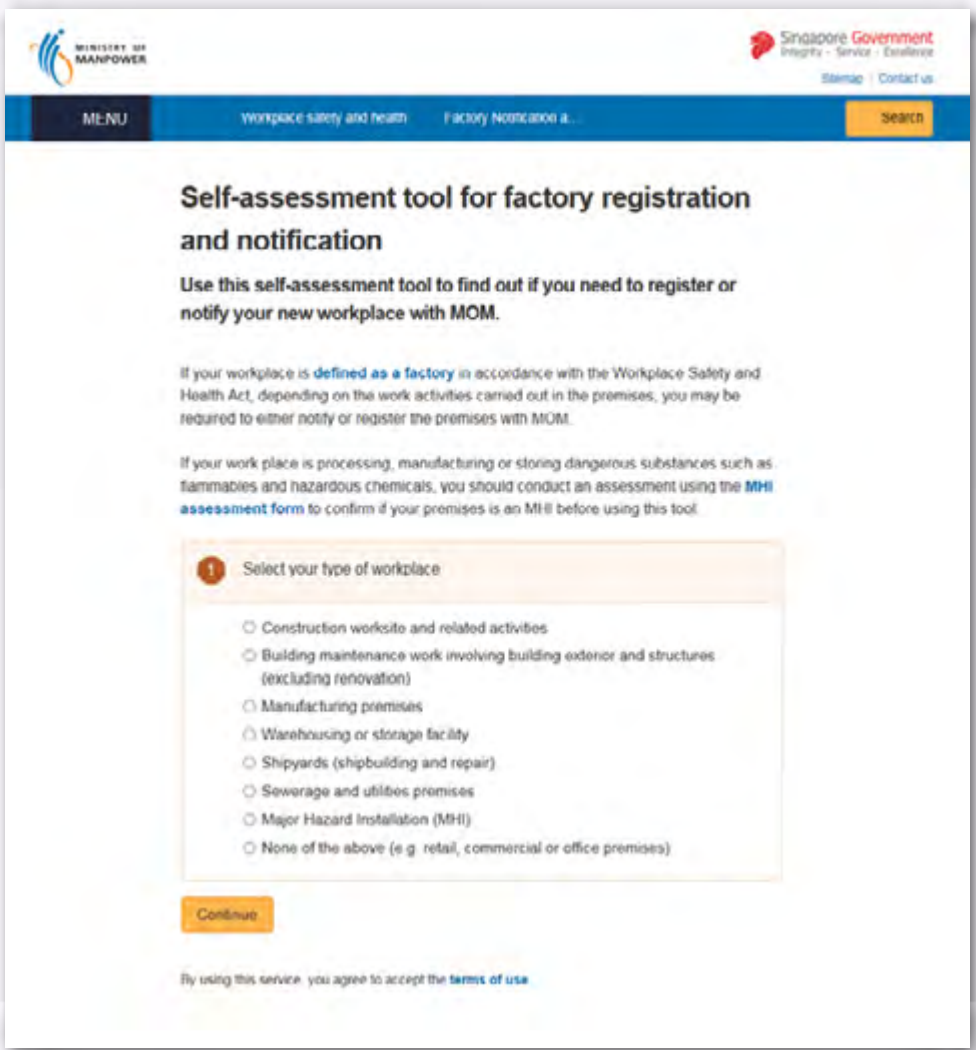 MINISTRY OF
MANPOWER
Singapore Government
Integrity · Service · Excellence
Sitemap | Contact us
MENU
Workplace safety and health
Factory Notification a...
Search
Self-assessment tool for factory registration
and notification
Use this self-assessment tool to find out if you need to register or
notify your new workplace with MOM.
If your workplace is defined as a factory in accordance with the Workplace Safety and
Health Act, depending on the work activities carried out in the premises, you may be
required to either notify or register the premises with MOM.
If your work place is processing, manufacturing or storing dangerous substances such as
flammables and hazardous chemicals, you should conduct an assessment using the MHI
assessment form to confirm if your premises is an MHI before using this tool.
1 Select your type of workplace
Construction worksite and related activities
Building maintenance work involving building exterior and structures
(excluding renovation)
Manufacturing premises
Warehousing or storage facility
Shipyards (shipbuilding and repair)
Sewerage and utilities premises
Major Hazard Installation (MHI)
None of the above (e.g. retail, commercial or office premises)
Continue
By using this service, you agree to accept the terms of use